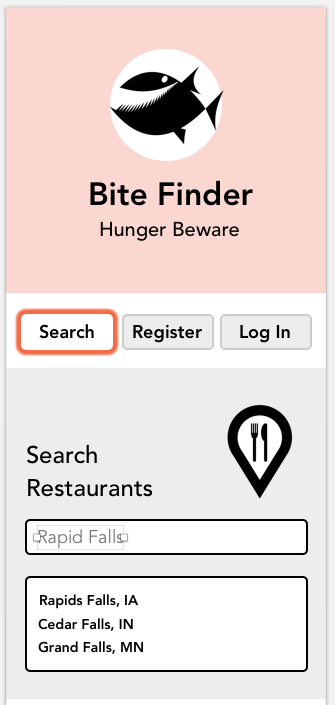 Bite Finder
Hunger Beware
Search
Register
Log In
Search
Restaurants
Rapid Falls
Rapids Falls, IA
Cedar Falls, IN
Grand Falls, MN